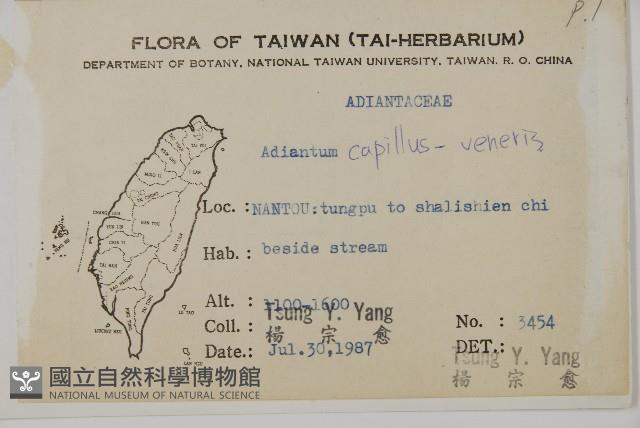 P.1
FLORA OF TAIWAN (TAI-HERBARIUM)
DEPARTMENT OF BOTANY, NATIONAL TAIWAN UNIVERSITY, TAIWAN. R. O. CHINA
ADIANTACEAE
Adiantum capillus-veneris
Loc. : NANTOU:tungpu to shalishien chi
Hab. : beside stream
Alt. : 1100-1600
Coll. : Tsung Y. Yang
楊 宗 愈
No. : 3454
Date.: Jul.30,1987
DET.: Tsung Y. Yang
楊 宗 愈
國立自然科學博物館
NATIONAL MUSEUM OF NATURAL SCIENCE